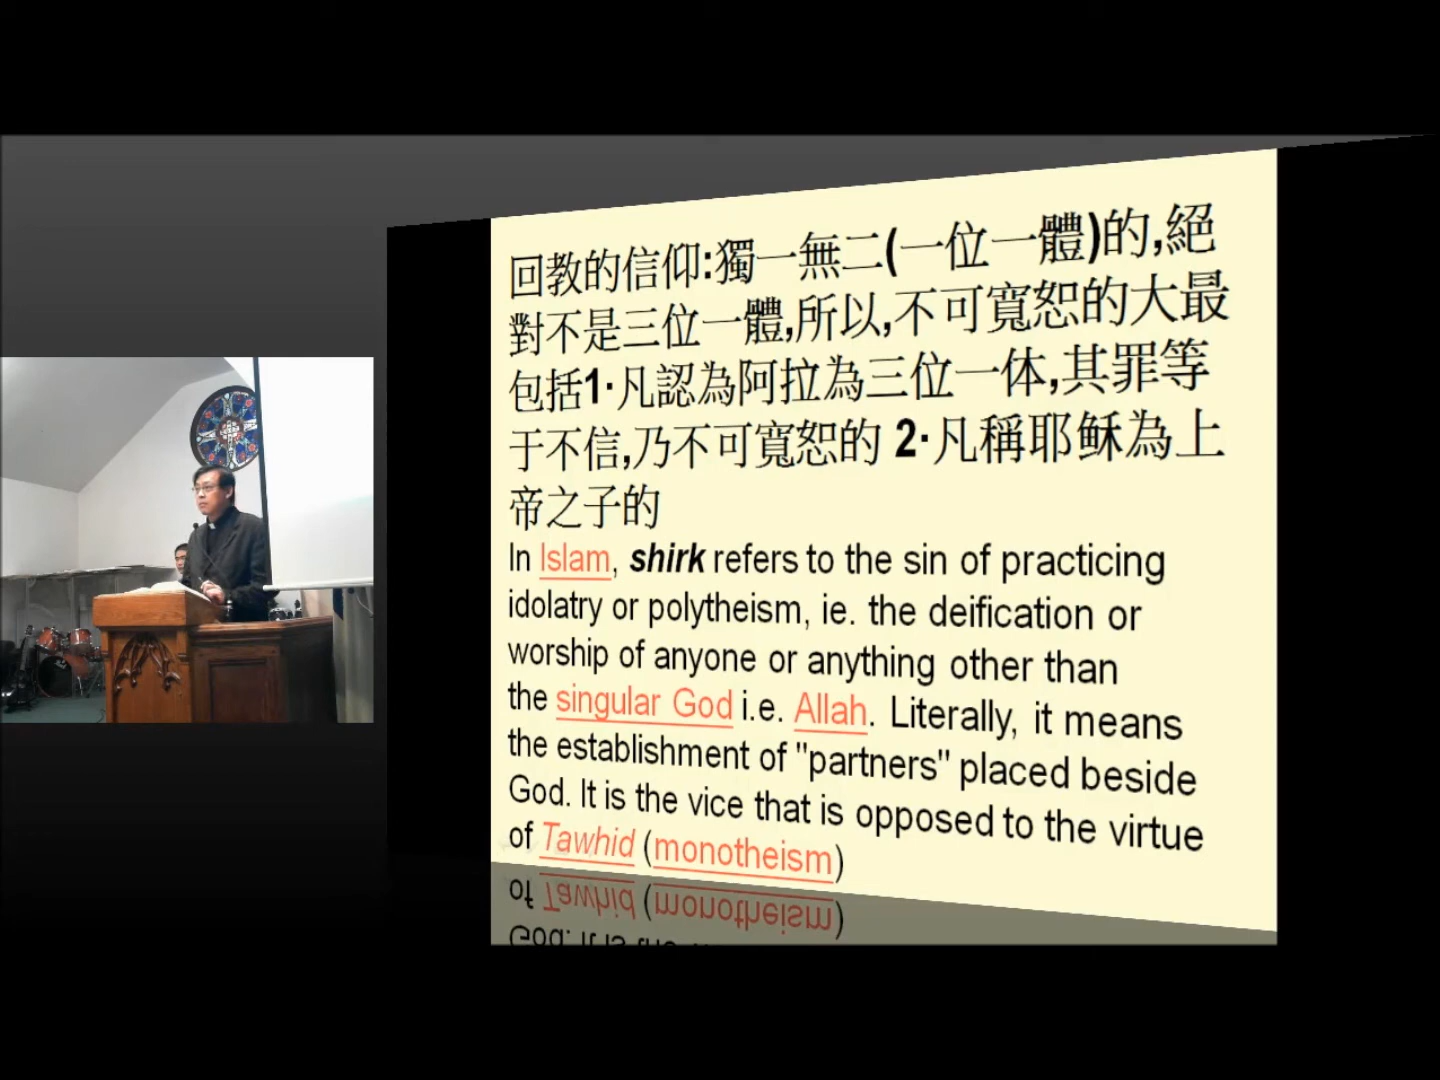 回教的信仰:獨一無二(一位一體)的,絕
對不是三位一體,所以,不可寬恕的大最
包括1·凡認為阿拉為三位一体,其罪等
于不信,乃不可寬恕的 2·凡稱耶稣為上
帝之子的
In Islam, shirk refers to the sin of practicing
idolatry or polytheism, ie. the deification or
worship of anyone or anything other than
the singular God i.e. Allah. Literally, it means
the establishment of "partners" placed beside
God. It is the vice that is opposed to the virtue
of Tawhid (monotheism)